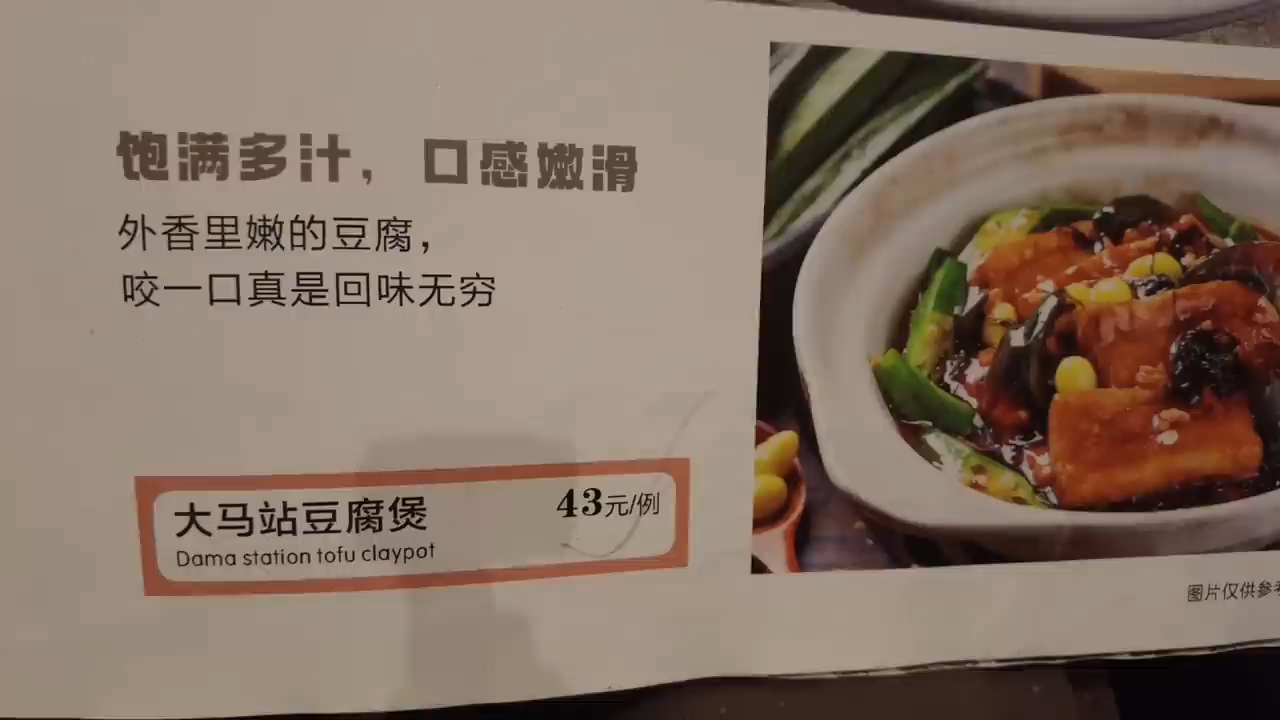 饱满多汁，口感嫩滑
外香里嫩的豆腐，
咬一口真是回味无穷
大马站豆腐煲 43元/例
Dama station tofu claypot
图片仅供参考